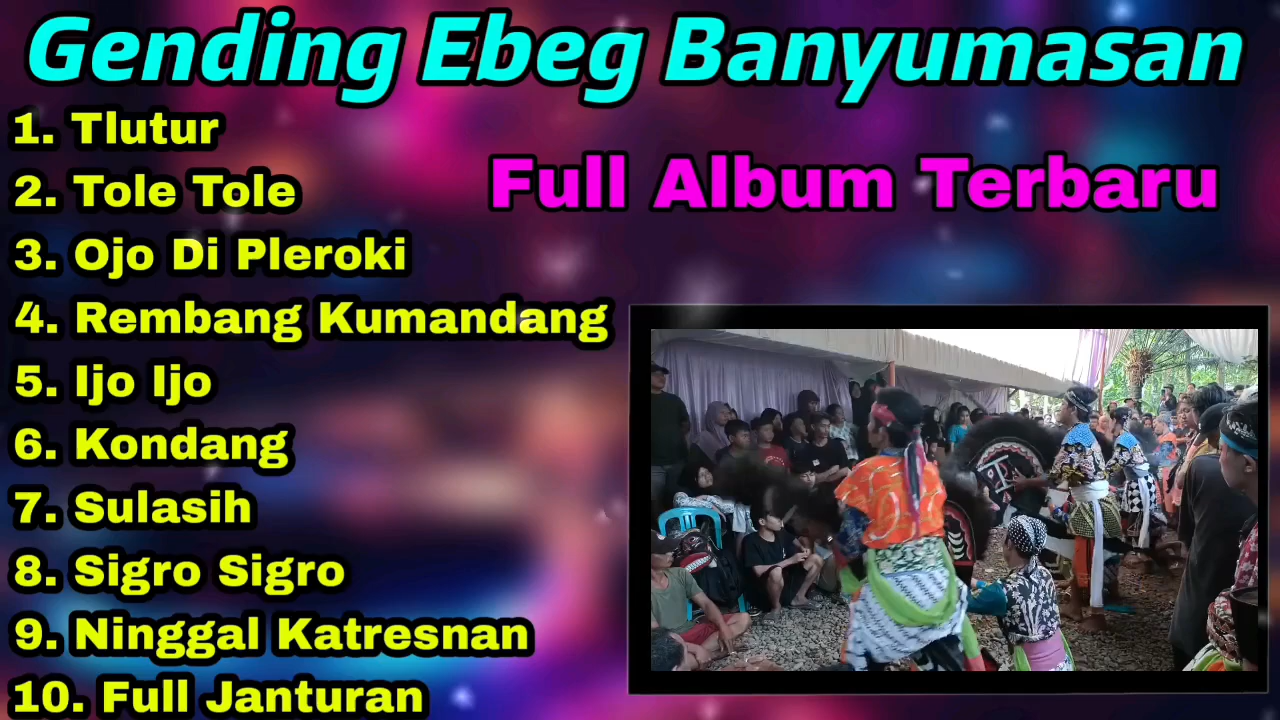 Gending Ebeg Banyumasan
1. Tlutur
2. Tole Tole
Full Album Terbaru
3. Ojo Di Pleroki
4. Rembang Kumandang
5. Ijo Ijo
6. Kondang
7. Sulasih
8. Sigro Sigro
9. Ninggal Katresnan
10. Full Janturan